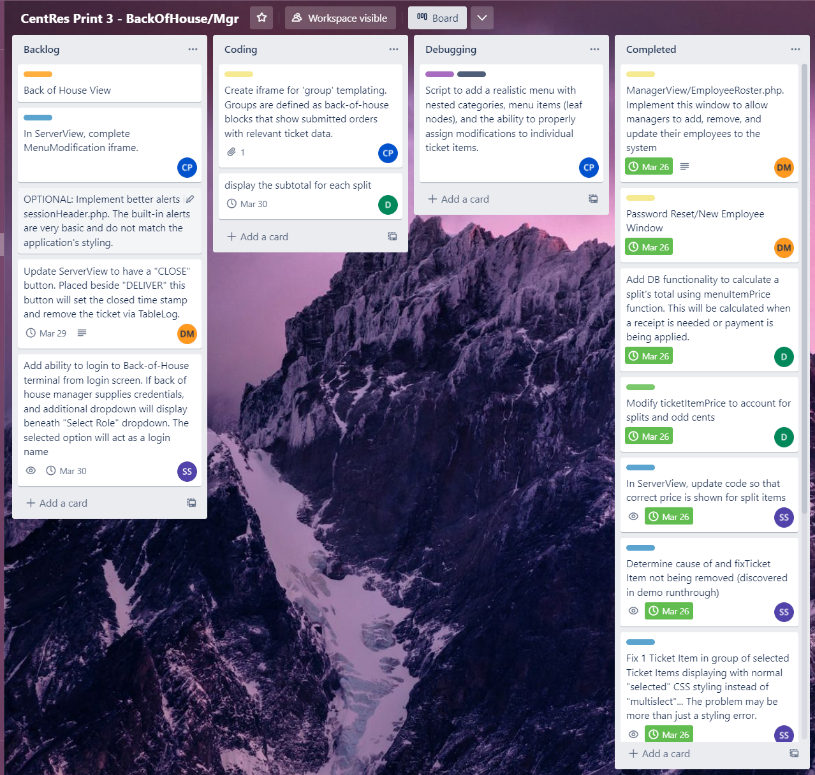 CentRes Print 3 - BackOfHouse/Mgr
Workspace visible
Board
Backlog
Back of House View
In ServerView, complete
MenuModification iframe.
CP
OPTIONAL: Implement better alerts
sessionHeader.php. The built-in alerts
are very basic and do not match the
application's styling.
Update ServerView to have a "CLOSE"
button. Placed beside "DELIVER" this
button will set the closed time stamp
and remove the ticket via TableLog.
Mar 29
DM
Add ability to login to Back-of-House
terminal from login screen. If back of
house manager supplies credentials,
and additional dropdown will display
beneath "Select Role" dropdown. The
selected option will act as a login
name
Mar 30
SS
+ Add a card
Coding
Create iframe for 'group' templating.
Groups are defined as back-of-house
blocks that show submitted orders
with relevant ticket data.
1
CP
display the subtotal for each split
Mar 30
D
+ Add a card
Debugging
Script to add a realistic menu with
nested categories, menu items (leaf
nodes), and the ability to properly
assign modifications to individual
ticket items.
CP
+ Add a card
Completed
ManagerView/EmployeeRoster.php.
Implement this window to allow
managers to add, remove, and
update their employees to the
system
Mar 26
DM
Password Reset/New Employee
Window
Mar 26
DM
Add DB functionality to calculate a
split's total using menuItemPrice
function. This will be calculated when
a receipt is needed or payment is
being applied.
Mar 26
D
Modify ticketItemPrice to account for
splits and odd cents
Mar 26
D
In ServerView, update code so that
correct price is shown for split items
Mar 26
SS
Determine cause of and fixTicket
Item not being removed (discovered
in demo runthrough)
Mar 26
SS
Fix 1 Ticket Item in group of selected
Ticket Items displaying with normal
"selected" CSS styling instead of
"multislect"... The problem may be
more than just a styling error.
Mar 26
SS
+ Add a card